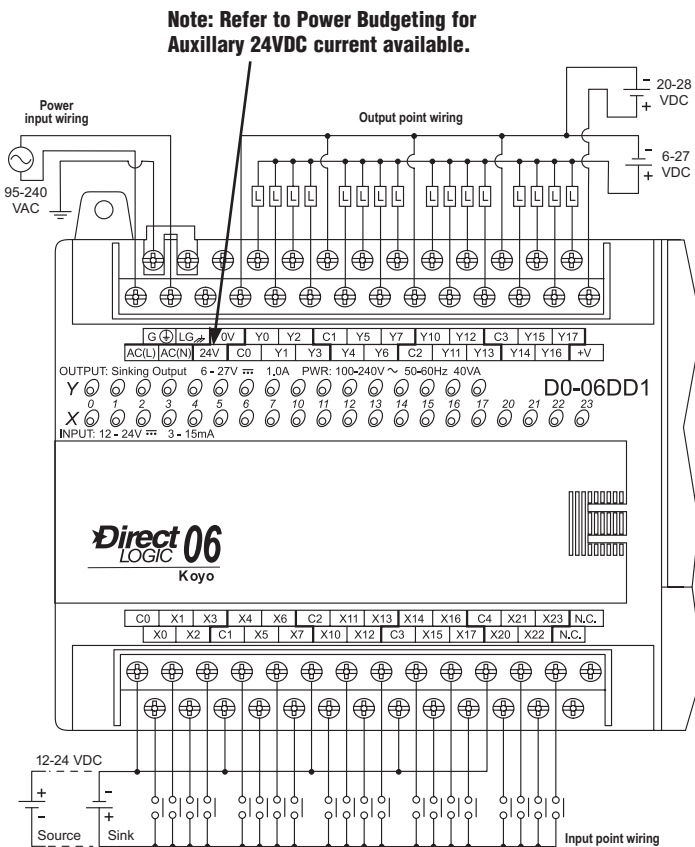 Note: Refer to Power Budgeting for
Auxillary 24VDC current available.
Power
input wiring
Output point wiring
- 20-28
VDC
+
- 6-27
VDC
+
95-240
VAC
L L L L L L L L L L L L L L L L
G LG 0V Y0 Y2 C1 Y5 Y7 Y10 Y12 C3 Y15 Y17
AC(L) AC(N) 24V C0 Y1 Y3 Y4 Y6 C2 Y11 Y13 Y14 Y16 +V
OUTPUT: Sinking Output 6 - 27V ⎓ 1.0A PWR: 100-240V ~ 50-60Hz 40VA
Y D0-06DD1
0 1 2 3 4 5 6 7 10 11 12 13 14 15 16 17 20 21 22 23
X
INPUT: 12 - 24V ⎓ 3 - 15mA
Direct
LOGIC 06
Koyo
C0 X1 X3 X4 X6 C2 X11 X13 X14 X16 C4 X21 X23 N.C.
X0 X2 C1 X5 X7 X10 X12 C3 X15 X17 X20 X22 N.C.
12-24 VDC
+ -
- +
Source Sink
Input point wiring